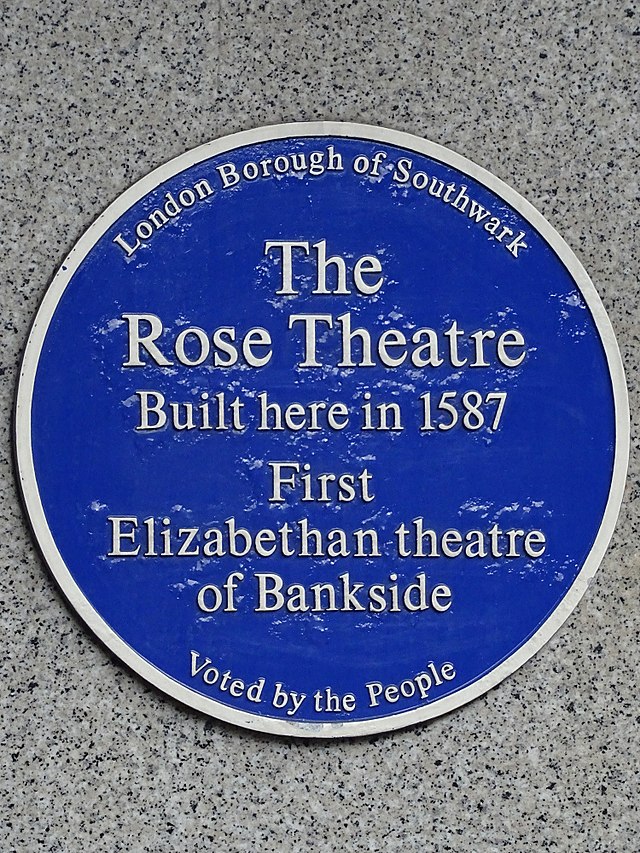 London Borough of Southwark
The
Rose Theatre
Built here in 1587
First
Elizabethan theatre
of Bankside
Voted by the People